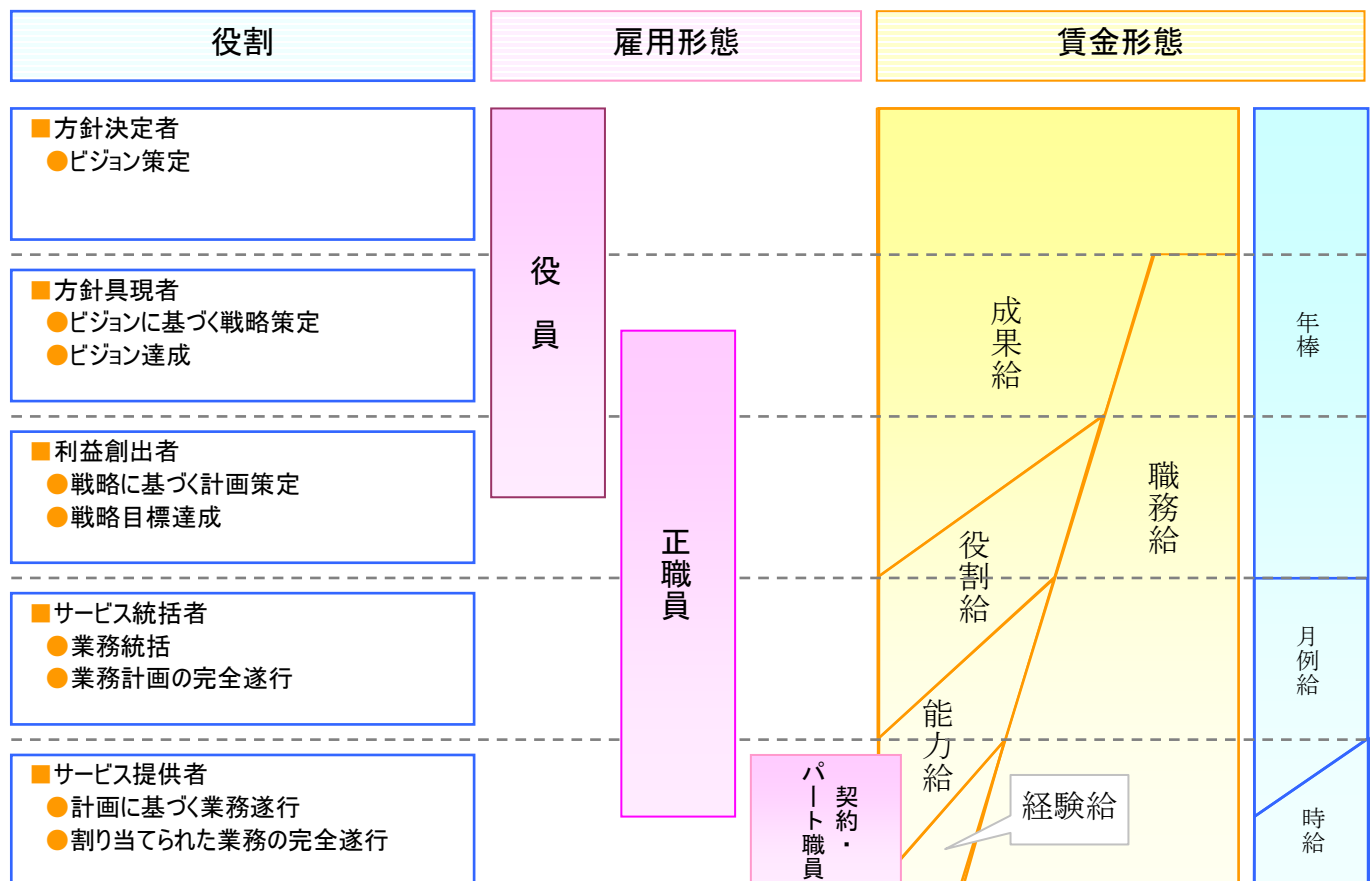 役割
雇用形態
賃金形態
■方針決定者
●ビジョン策定
■方針具現者
●ビジョンに基づく戦略策定
●ビジョン達成
■利益創出者
●戦略に基づく計画策定
●戦略目標達成
■サービス統括者
●業務統括
●業務計画の完全遂行
■サービス提供者
●計画に基づく業務遂行
●割り当てられた業務の完全遂行
役員
正職員
契約・
パート職員
成果給
職務給
役割給
能力給
経験給
年棒
月例給
時給